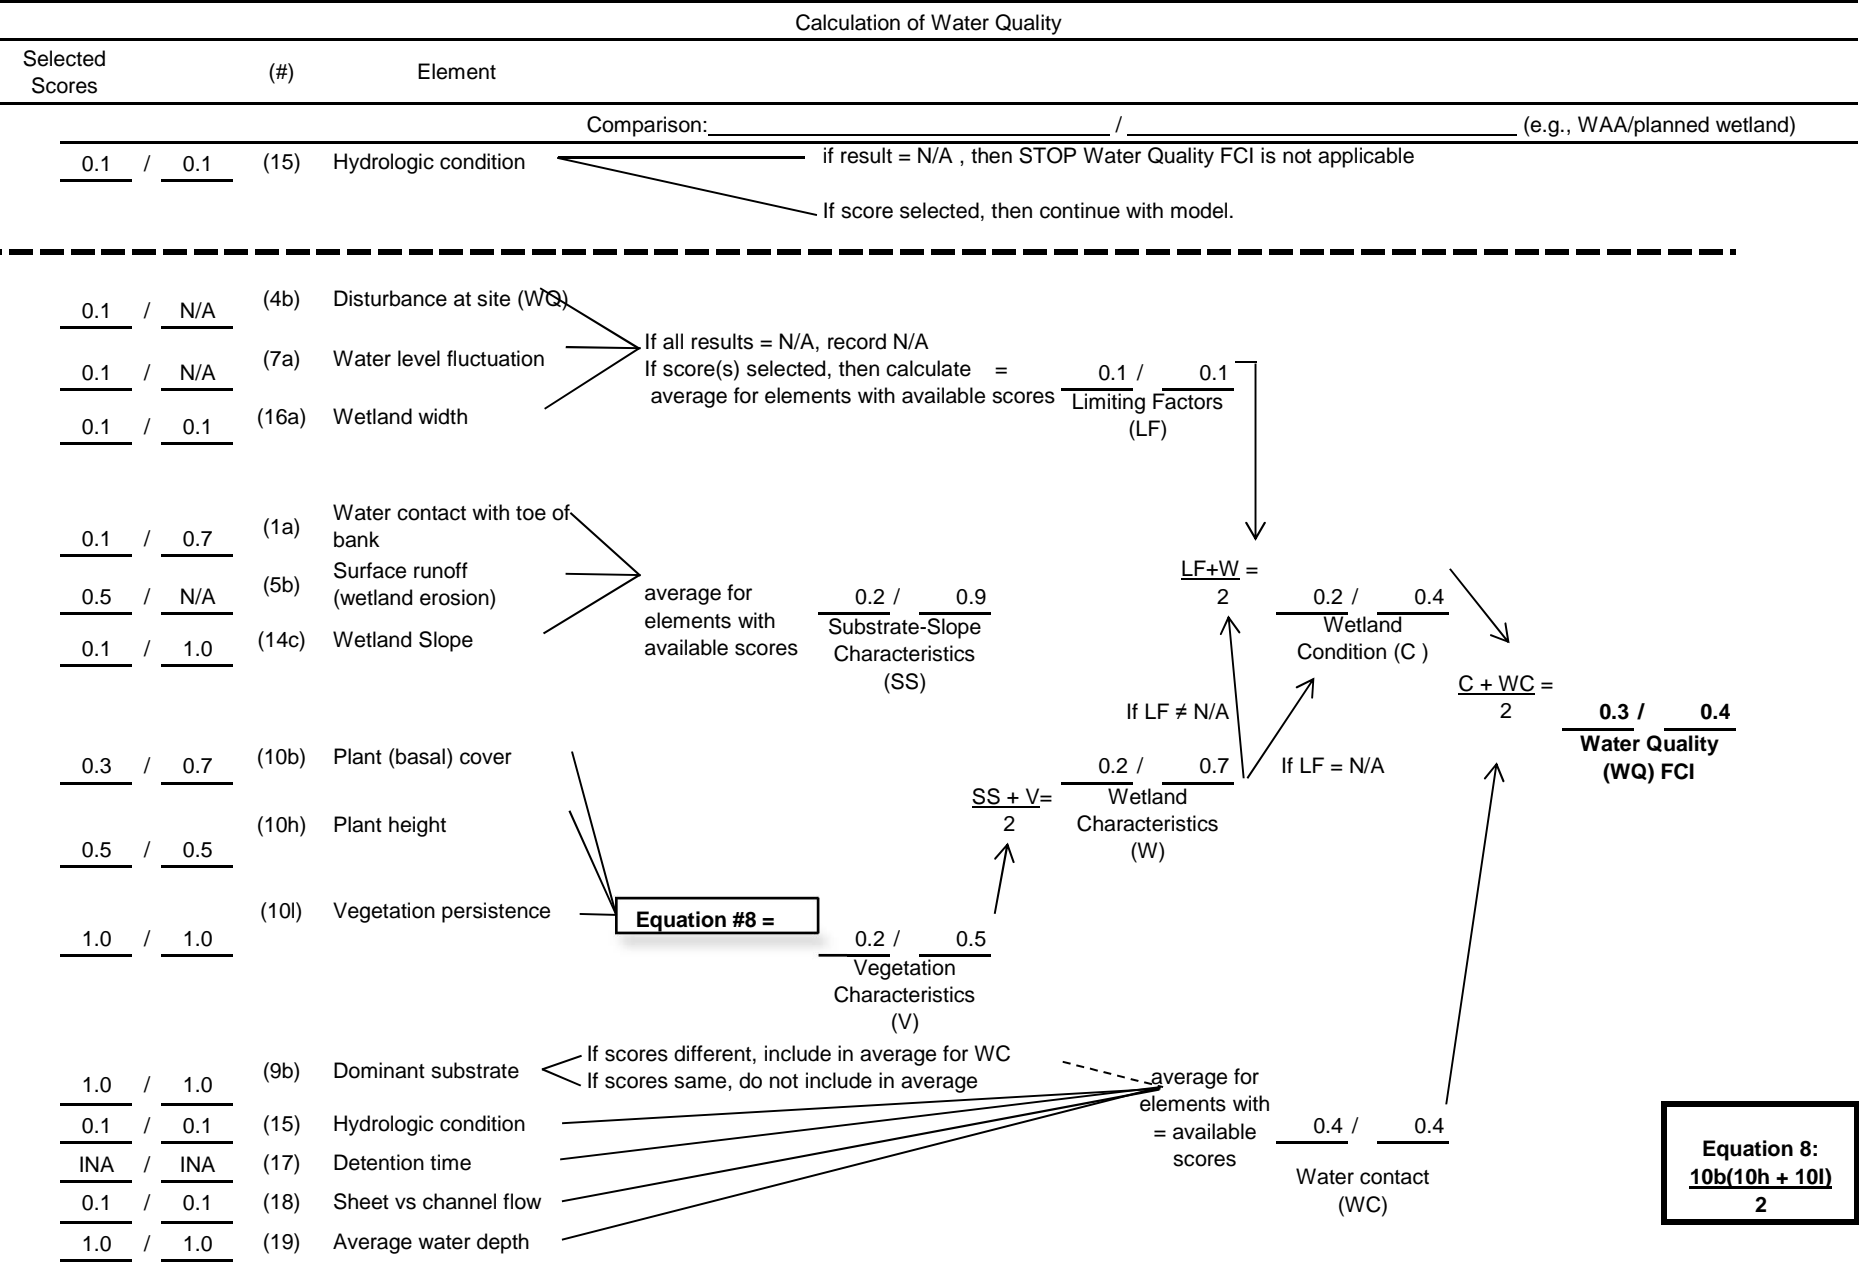 Calculation of Water Quality
Selected
Scores
(#)
Element
Comparison: / (e.g., WAA/planned wetland)
0.1 / 0.1 (15) Hydrologic condition
if result = N/A , then STOP Water Quality FCI is not applicable
If score selected, then continue with model.
0.1 / N/A (4b) Disturbance at site (WQ)
0.1 / N/A (7a) Water level fluctuation
0.1 / 0.1 (16a) Wetland width
If all results = N/A, record N/A
If score(s) selected, then calculate =
average for elements with available scores
0.1 / 0.1
Limiting Factors
(LF)
0.1 / 0.7 (1a) Water contact with toe of
bank
0.5 / N/A (5b) Surface runoff
(wetland erosion)
0.1 / 1.0 (14c) Wetland Slope
average for
elements with
available scores
0.2 / 0.9
Substrate-Slope
Characteristics
(SS)
LF+W =
2
0.2 / 0.4
Wetland
Condition (C )
If LF ≠ N/A
If LF = N/A
C + WC =
2
0.3 / 0.4
Water Quality
(WQ) FCI
0.3 / 0.7 (10b) Plant (basal) cover
0.5 / 0.5 (10h) Plant height
1.0 / 1.0 (10l) Vegetation persistence
SS + V=
2
0.2 / 0.7
Wetland
Characteristics
(W)
Equation #8 =
0.2 / 0.5
Vegetation
Characteristics
(V)
1.0 / 1.0 (9b) Dominant substrate
If scores different, include in average for WC
If scores same, do not include in average
0.1 / 0.1 (15) Hydrologic condition
INA / INA (17) Detention time
0.1 / 0.1 (18) Sheet vs channel flow
1.0 / 1.0 (19) Average water depth
average for
elements with
= available
scores
0.4 / 0.4
Water contact
(WC)
Equation 8:
10b(10h + 10l)
2